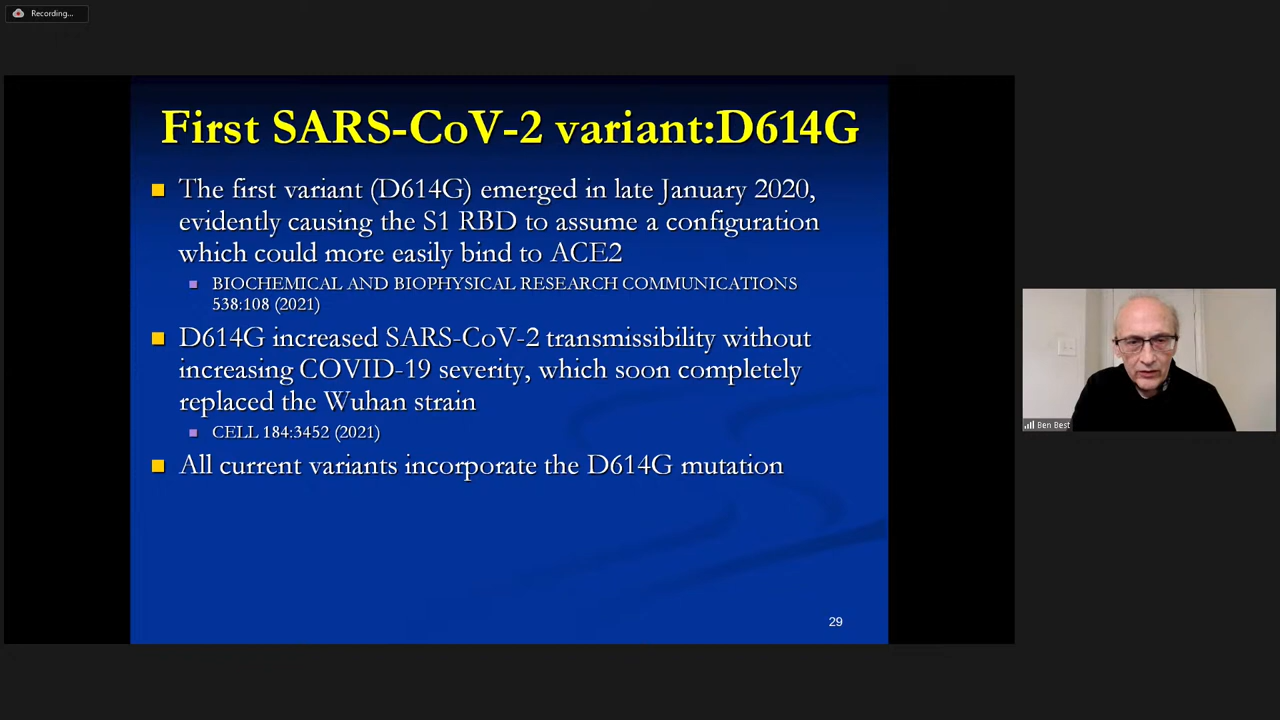 Recording...
First SARS-CoV-2 variant:D614G
The first variant (D614G) emerged in late January 2020,
evidently causing the S1 RBD to assume a configuration
which could more easily bind to ACE2
BIOCHEMICAL AND BIOPHYSICAL RESEARCH COMMUNICATIONS
538:108 (2021)
D614G increased SARS-CoV-2 transmissibility without
increasing COVID-19 severity, which soon completely
replaced the Wuhan strain
CELL 184:3452 (2021)
All current variants incorporate the D614G mutation
29
Ben Best